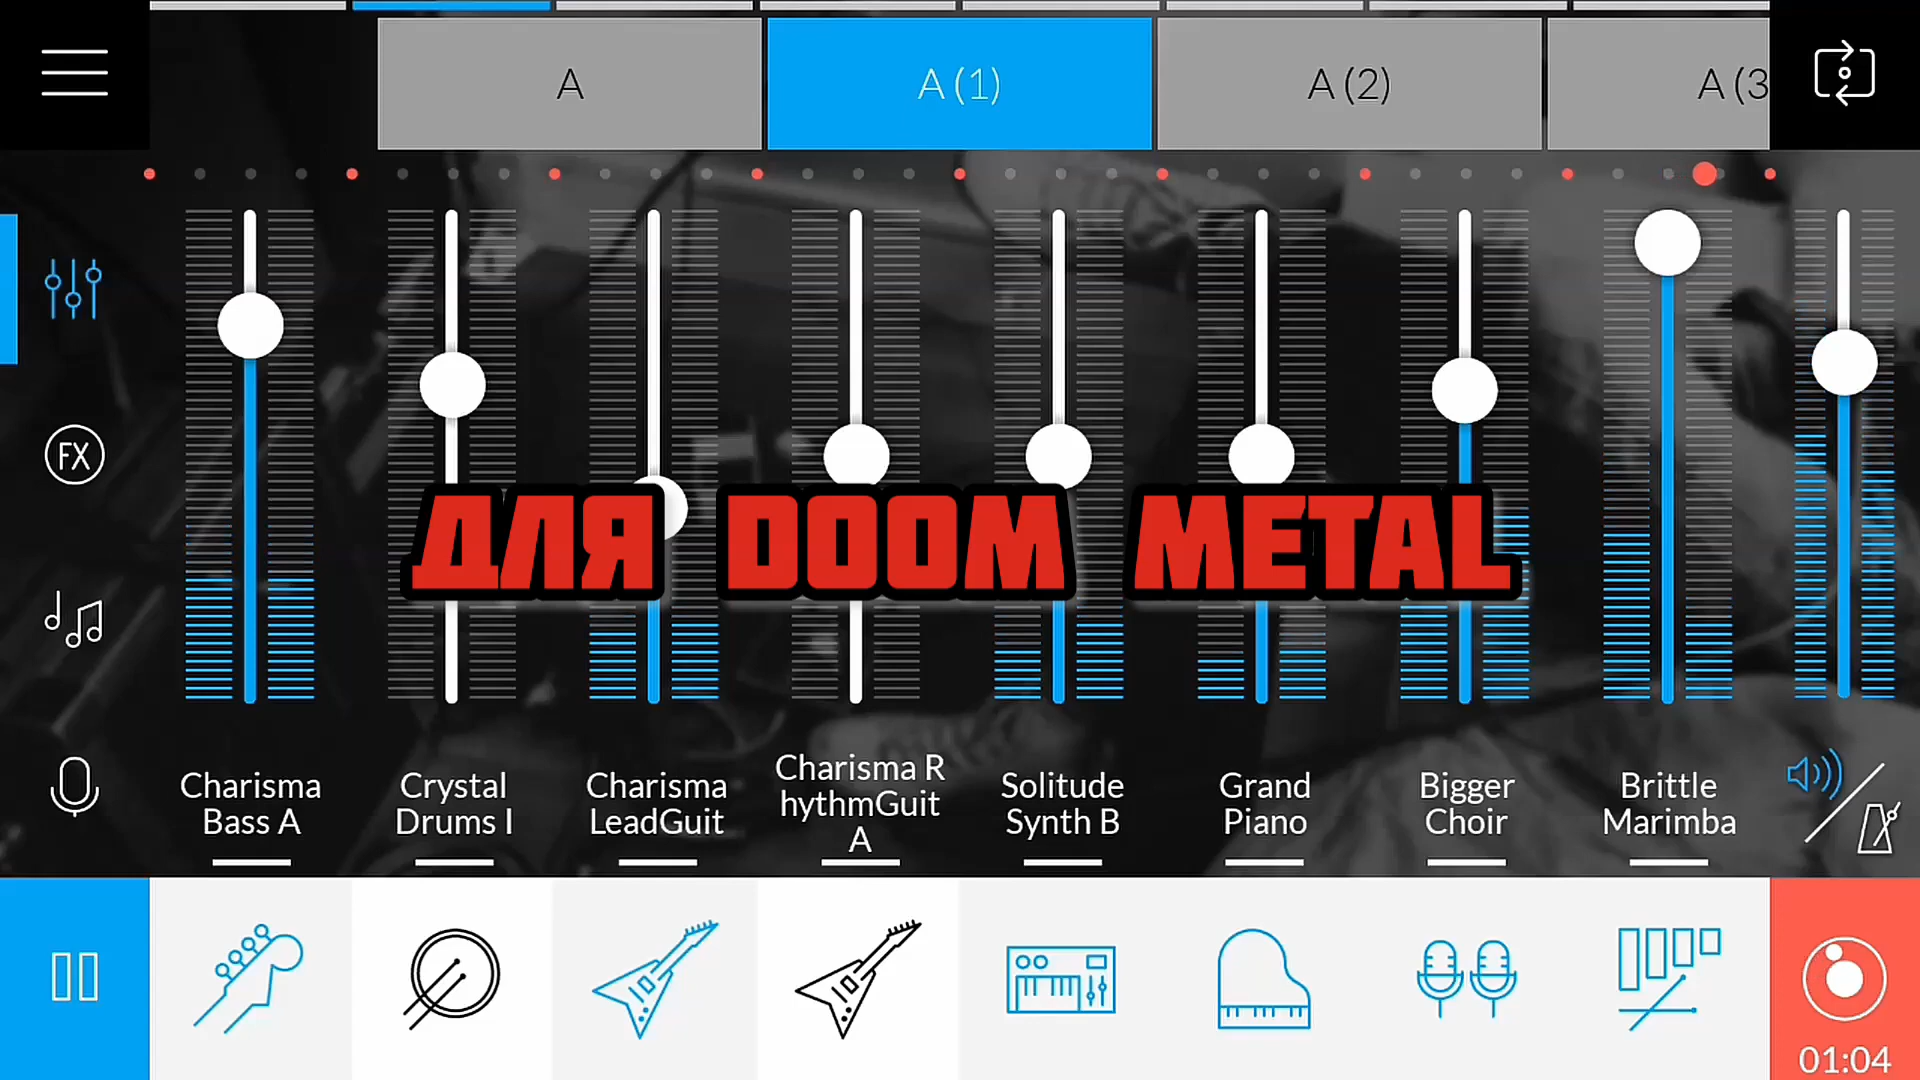 A
A (1)
A (2)
A (3
FX
ДЛЯ DOOM METAL
Charisma
Bass A
Crystal
Drums I
Charisma
LeadGuit
Charisma R
hythmGuit
A
Solitude
Synth B
Grand
Piano
Bigger
Choir
Brittle
Marimba
01:04